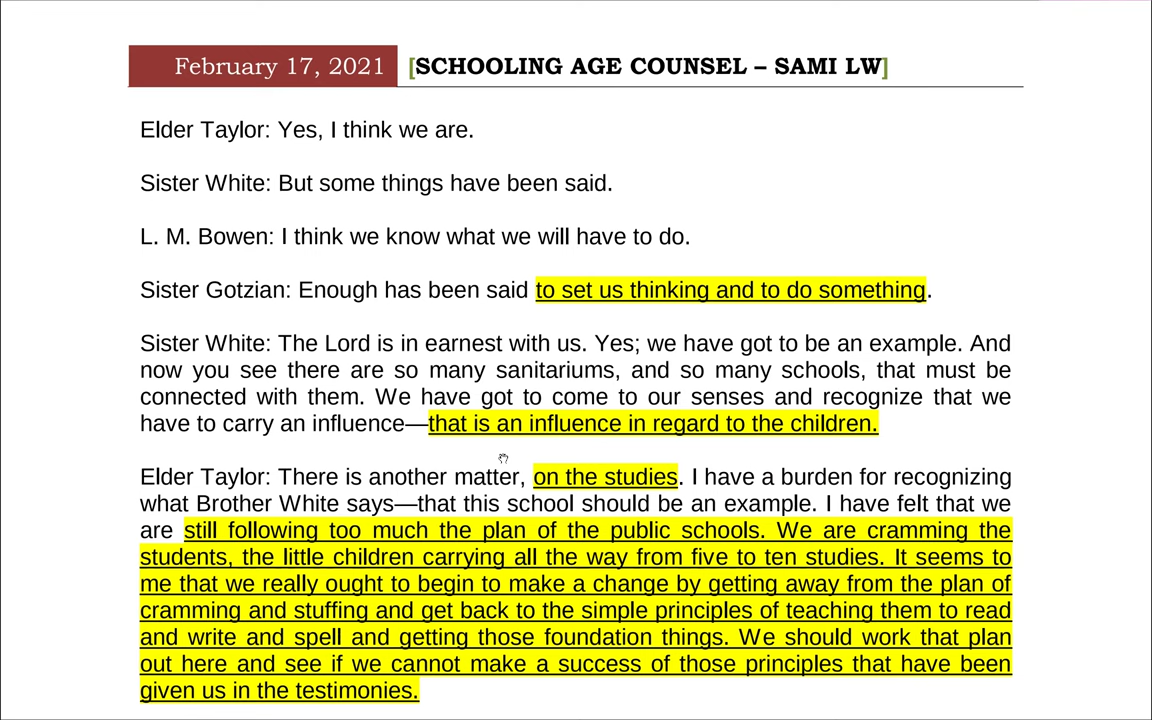 February 17, 2021 [SCHOOLING AGE COUNSEL – SAMI LW]
Elder Taylor: Yes, I think we are.
Sister White: But some things have been said.
L. M. Bowen: I think we know what we will have to do.
Sister Gotzian: Enough has been said to set us thinking and to do something.
Sister White: The Lord is in earnest with us. Yes; we have got to be an example. And
now you see there are so many sanitariums, and so many schools, that must be
connected with them. We have got to come to our senses and recognize that we
have to carry an influence—that is an influence in regard to the children.
Elder Taylor: There is another matter, on the studies. I have a burden for recognizing
what Brother White says—that this school should be an example. I have felt that we
are still following too much the plan of the public schools. We are cramming the
students, the little children carrying all the way from five to ten studies. It seems to
me that we really ought to begin to make a change by getting away from the plan of
cramming and stuffing and get back to the simple principles of teaching them to read
and write and spell and getting those foundation things. We should work that plan
out here and see if we cannot make a success of those principles that have been
given us in the testimonies.